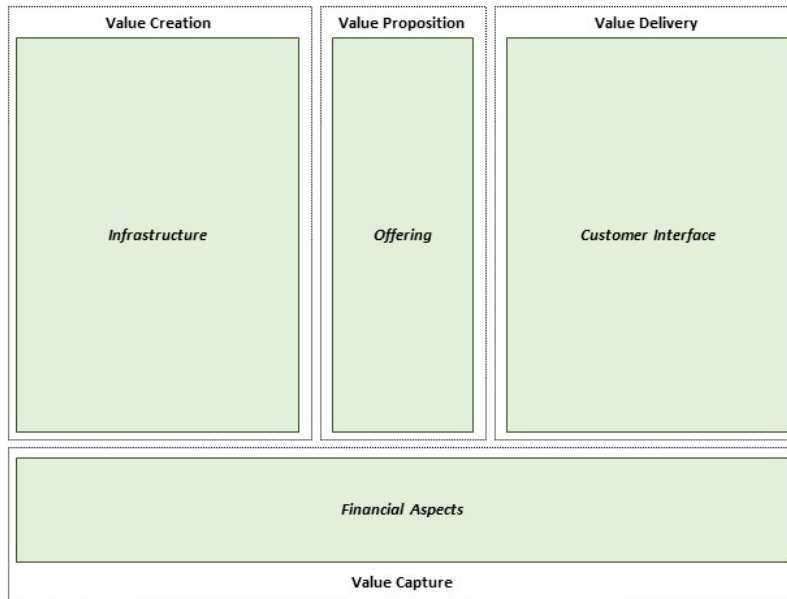 Value Creation
Value Proposition
Value Delivery
Infrastructure
Offering
Customer Interface
Financial Aspects
Value Capture